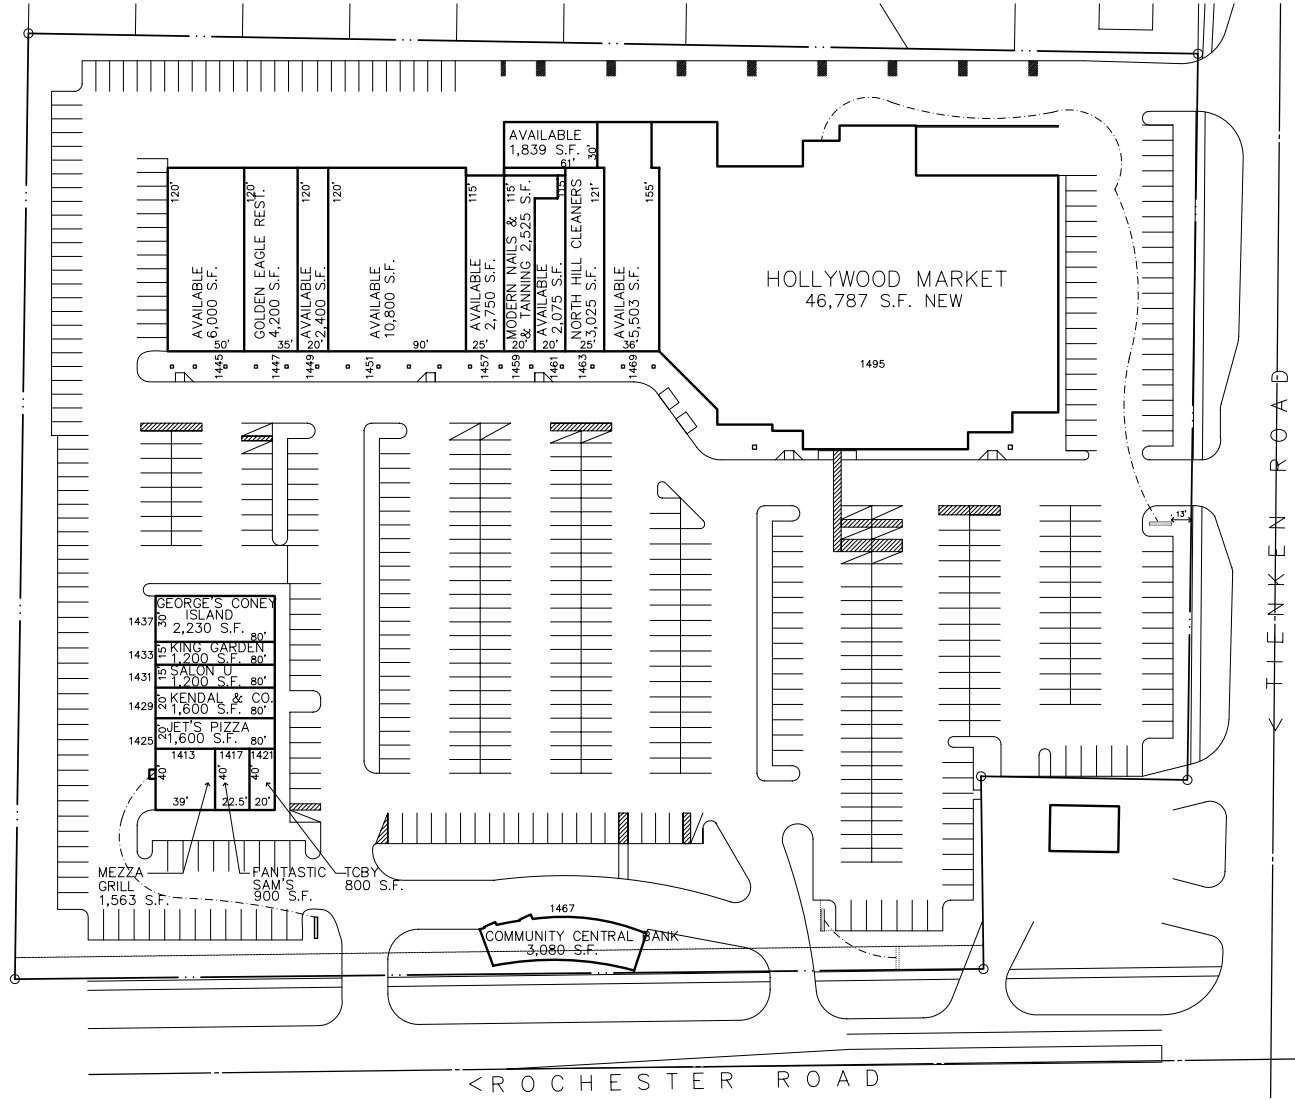 AVAILABLE
1,839 S.F.
61'
30'
120'
AVAILABLE
6,000 S.F.
50'
1445
120'
GOLDEN EAGLE REST.
4,200 S.F.
35'
1447
120'
AVAILABLE
2,400 S.F.
20'
1449
120'
AVAILABLE
10,800 S.F.
90'
1451
115'
AVAILABLE
2,750 S.F.
25'
1457
115'
MODERN NAILS &
& TANNING 2,525 S.F.
20'
1459
115'
AVAILABLE
2,075 S.F.
20'
1461
121'
NORTH HILL CLEANERS
3,025 S.F.
25'
1463
155'
AVAILABLE
5,503 S.F.
36'
1469
HOLLYWOOD MARKET
46,787 S.F. NEW
1495
13'
GEORGE'S CONEY
ISLAND
2,230 S.F.
1437
30'
80'
KING GARDEN
1,200 S.F.
1433
15'
80'
SALON U
1,200 S.F.
1431
15'
80'
KENDAL & CO.
1,600 S.F.
1429
20'
80'
JET'S PIZZA
1,600 S.F.
1425
20'
80'
1413
1417
1421
40'
40'
40'
39'
22.5'
20'
MEZZA
GRILL
1,563 S.F.
FANTASTIC
SAM'S
900 S.F.
TCBY
800 S.F.
1467
COMMUNITY CENTRAL BANK
3,080 S.F.
<ROCHESTER ROAD
<TIENKEN ROAD